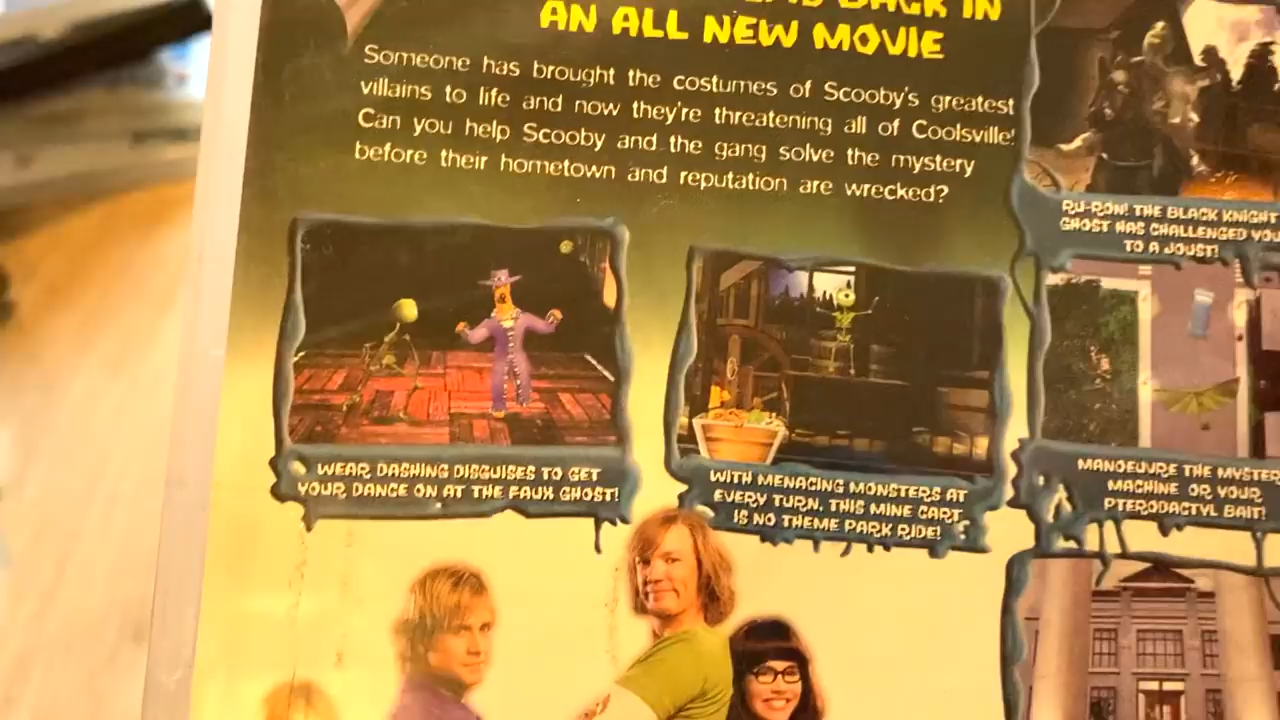 BACK IN
AN ALL NEW MOVIE
Someone has brought the costumes of Scooby's greatest
villains to life and now they're threatening all of Coolsville!
Can you help Scooby and the gang solve the mystery
before their hometown and reputation are wrecked?
WEAR DASHING DISGUISES TO GET
YOUR DANCE ON AT THE FAUX GHOST!
WITH MENACING MONSTERS AT
EVERY TURN, THIS MINE CART
IS NO THEME PARK RIDE!
RU-ROH! THE BLACK KNIGHT
GHOST HAS CHALLENGED YOU
TO A JOUST!
MANOEUVRE THE MYSTER
MACHINE OR YOUR
PTERODACTYL BAIT!